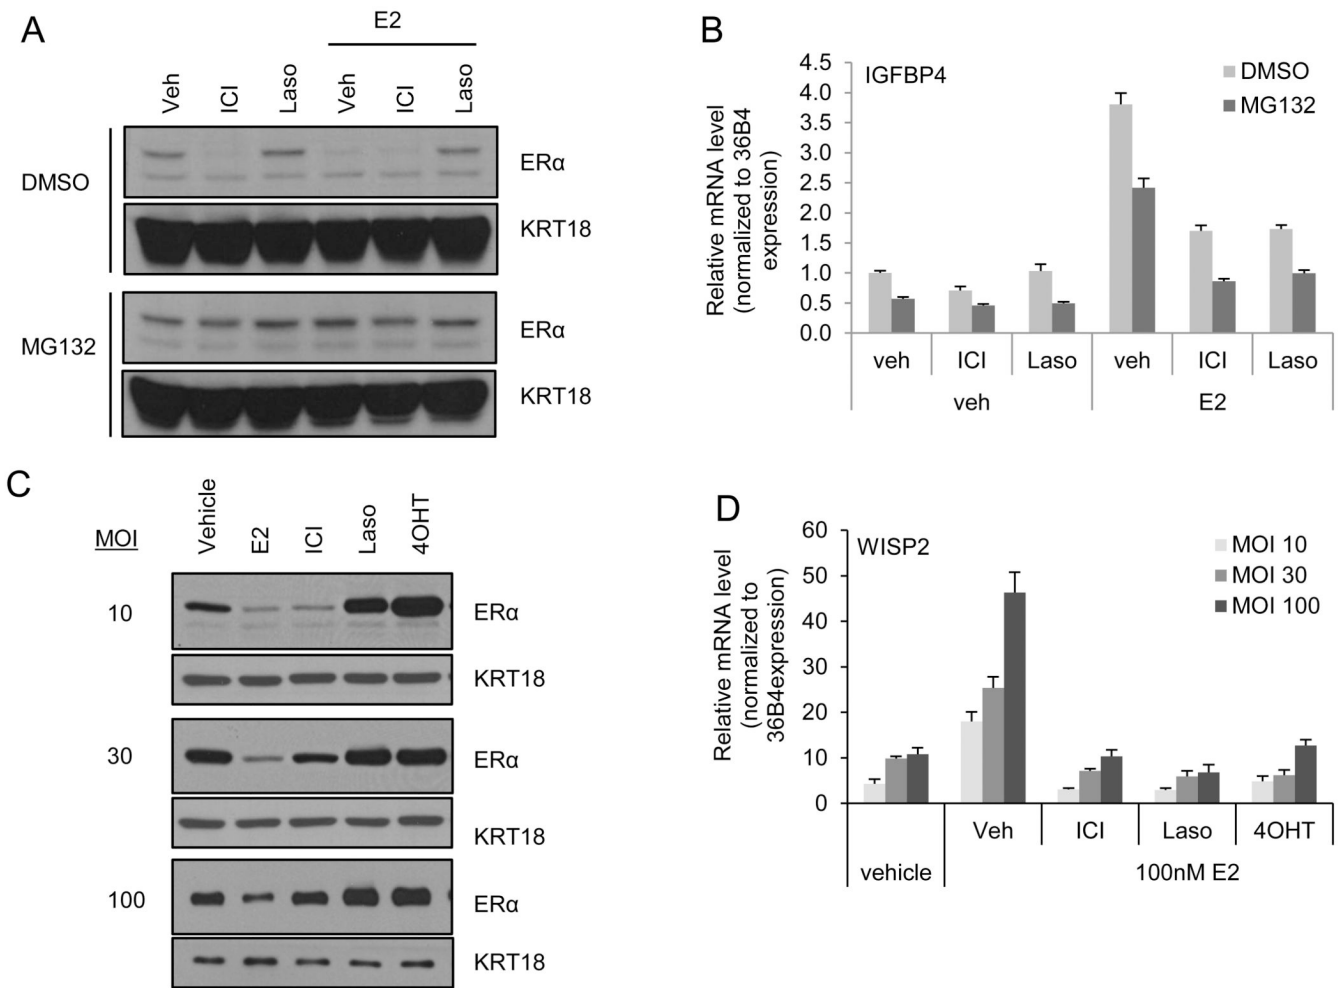 A
E2
Veh ICI Laso Veh ICI Laso
DMSO
ERα
KRT18
MG132
ERα
KRT18
B
IGFBP4
DMSO
MG132
Relative mRNA level
(normalized to 36B4
expression)
4.5
4.0
3.5
3.0
2.5
2.0
1.5
1.0
0.5
0.0
veh ICI Laso veh ICI Laso
veh E2
C
MOI
Vehicle E2 ICI Laso 4OHT
10
ERα
KRT18
30
ERα
KRT18
100
ERα
KRT18
D
WISP2
MOI 10
MOI 30
MOI 100
Relative mRNA level
(normalized to
36B4expression)
60
50
40
30
20
10
0
Veh ICI Laso 4OHT
vehicle 100nM E2